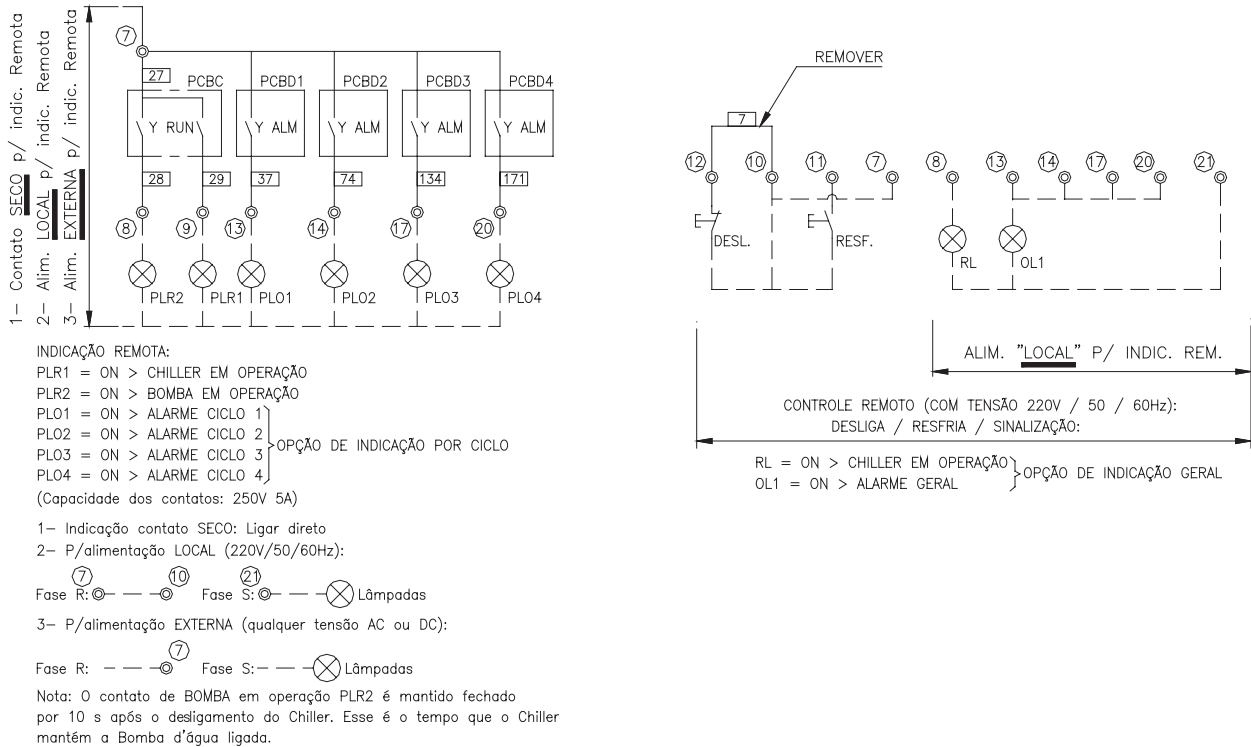 1– Contato SECO p/ indic. Remota
2– Alim. LOCAL p/ indic. Remota
3– Alim. EXTERNA p/ indic. Remota
7
27 PCBC PCBD1 PCBD2 PCBD3 PCBD4
Y RUN Y ALM Y ALM Y ALM Y ALM
28 29 37 74 134 171
8 9 13 14 17 20
PLR2 PLR1 PLO1 PLO2 PLO3 PLO4
INDICAÇÃO REMOTA:
PLR1 = ON > CHILLER EM OPERAÇÃO
PLR2 = ON > BOMBA EM OPERAÇÃO
PLO1 = ON > ALARME CICLO 1
PLO2 = ON > ALARME CICLO 2
PLO3 = ON > ALARME CICLO 3
PLO4 = ON > ALARME CICLO 4
OPÇÃO DE INDICAÇÃO POR CICLO
(Capacidade dos contatos: 250V 5A)
1– Indicação contato SECO: Ligar direto
2– P/alimentação LOCAL (220V/50/60Hz):
7 10 21
Fase R: Fase S: Lâmpadas
3– P/alimentação EXTERNA (qualquer tensão AC ou DC):
7
Fase R: Fase S: Lâmpadas
Nota: O contato de BOMBA em operação PLR2 é mantido fechado
por 10 s após o desligamento do Chiller. Esse é o tempo que o Chiller
mantém a Bomba d'água ligada.
REMOVER
7
12 10 11 7 8 13 14 17 20 21
DESL. RESF. RL OL1
ALIM. "LOCAL" P/ INDIC. REM.
CONTROLE REMOTO (COM TENSÃO 220V / 50 / 60Hz):
DESLIGA / RESFRIA / SINALIZAÇÃO:
RL = ON > CHILLER EM OPERAÇÃO
OL1 = ON > ALARME GERAL
OPÇÃO DE INDICAÇÃO GERAL